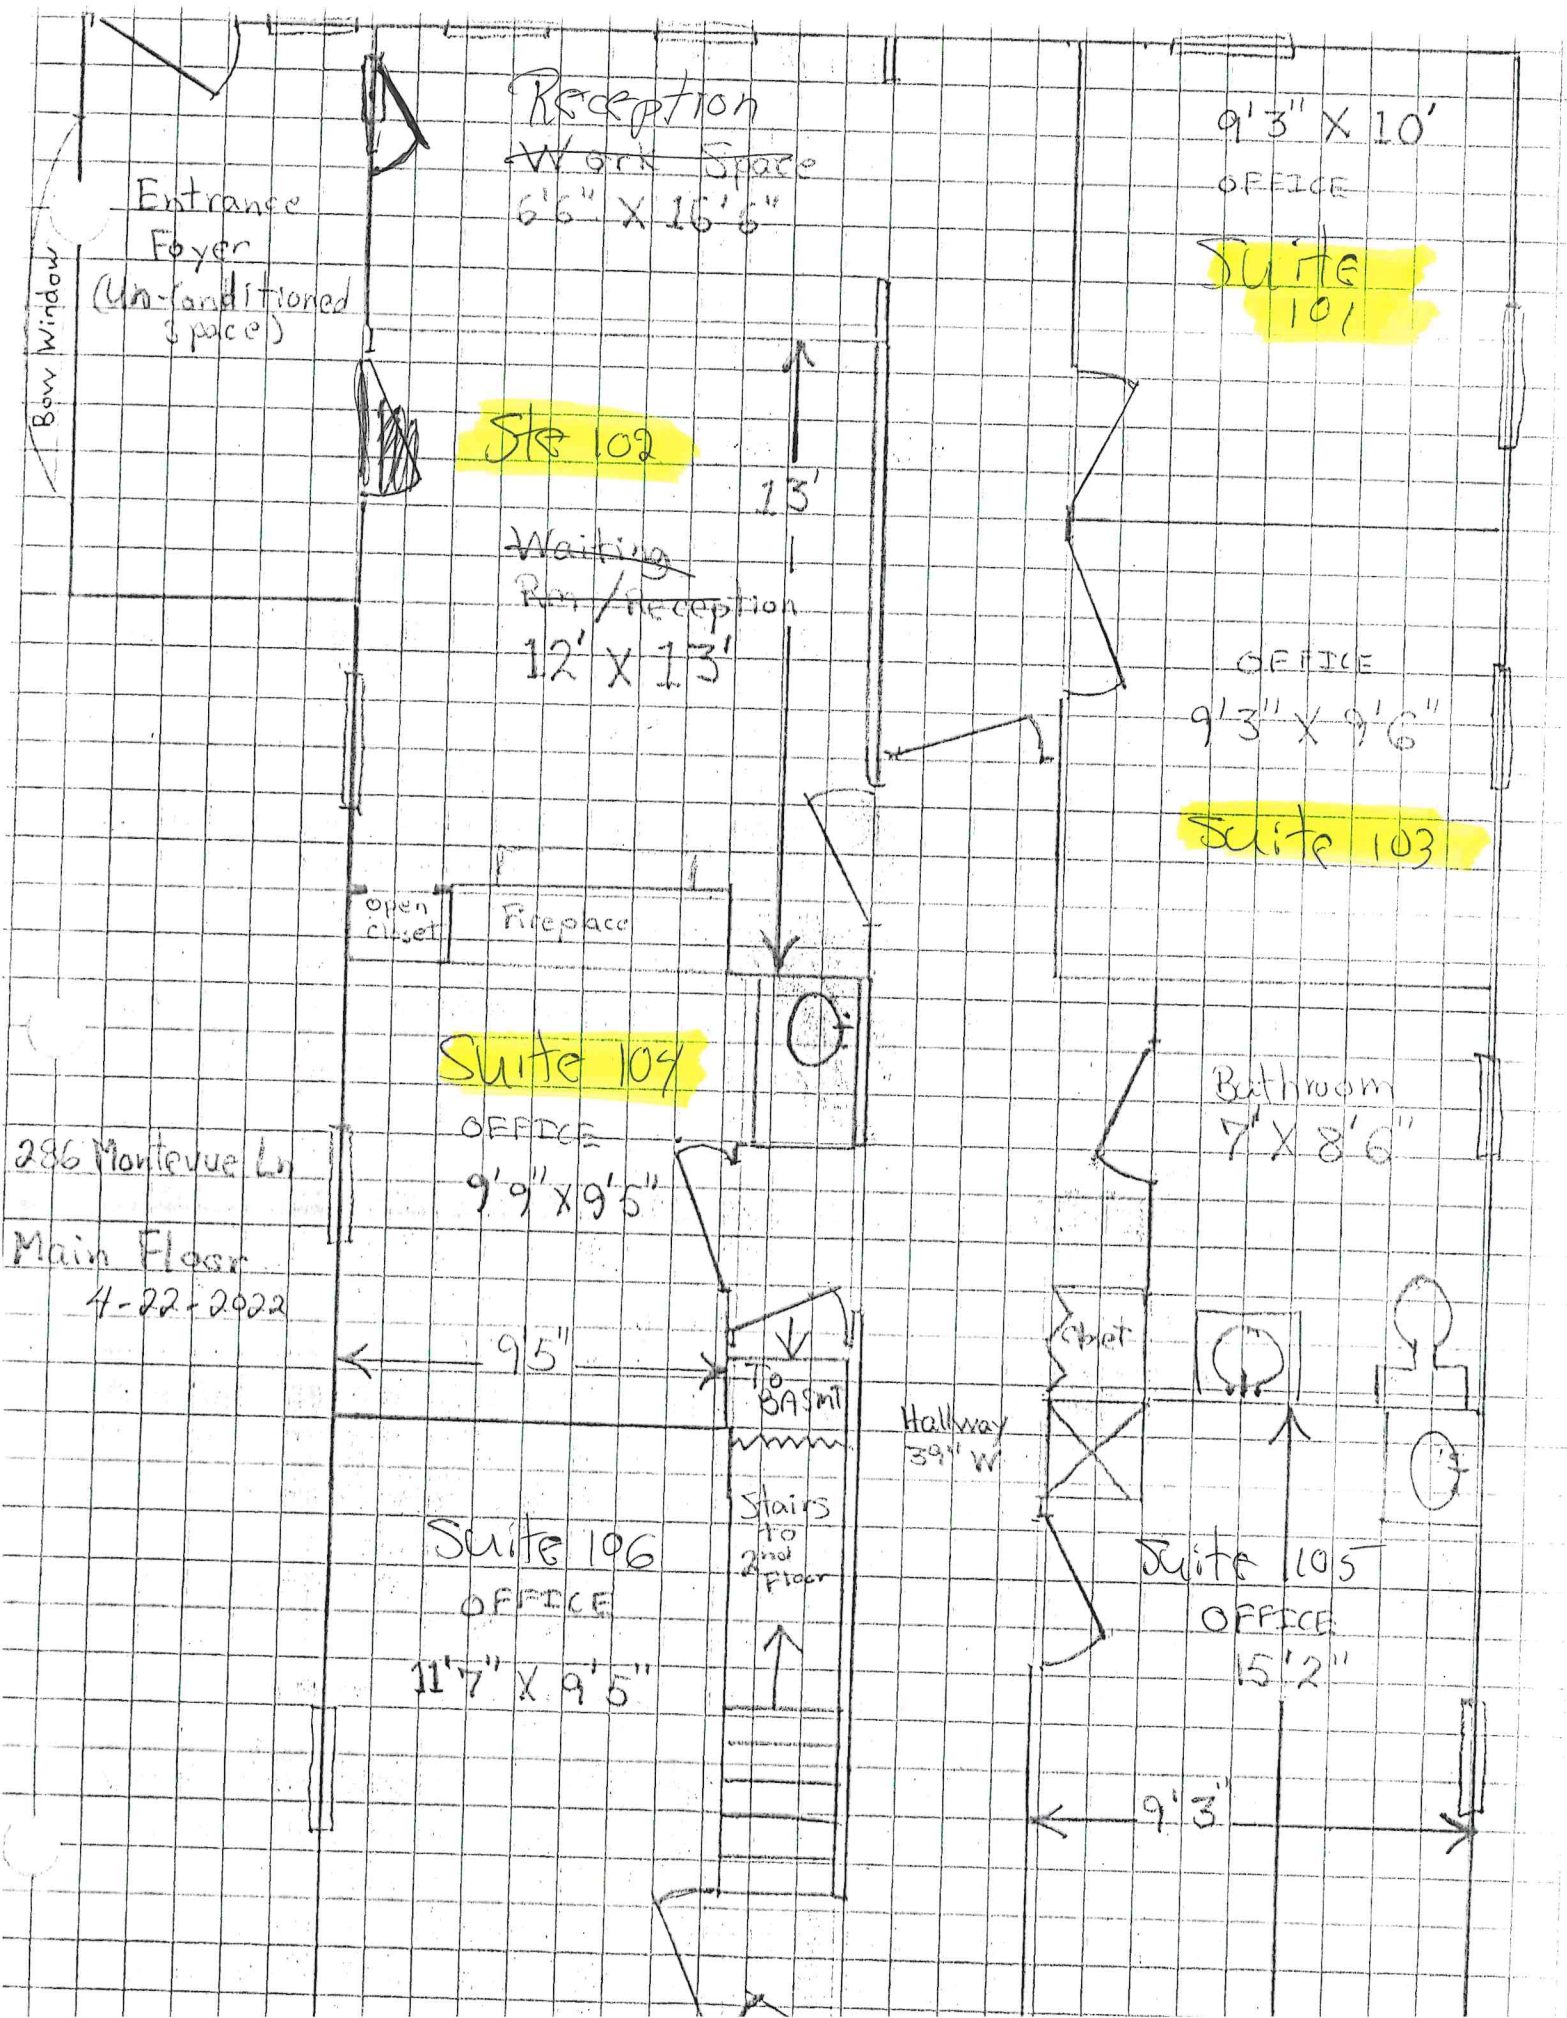 Reception
Work Space
6'6" X 16'6"
9'3" X 10'
OFFICE
Suite
101
Entrance
Foyer
(Un-Conditioned
Space)
Bow Window
Ste 102
13'
Waiting
Rm/Reception
12' X 13'
OFFICE
9'3" X 9'6"
Suite 103
open
closet
Fireplace
Suite 104
OFFICE
9'9" X 9'5"
Bathroom
7' X 8'6"
286 Montevue Ln
Main Floor
4-22-2022
9'5"
To
BASMT
Closet
Hallway
39" W
Stairs
to
2nd
Floor
Suite 106
OFFICE
11'7" X 9'5"
Suite 105
OFFICE
15'2"
9'3"